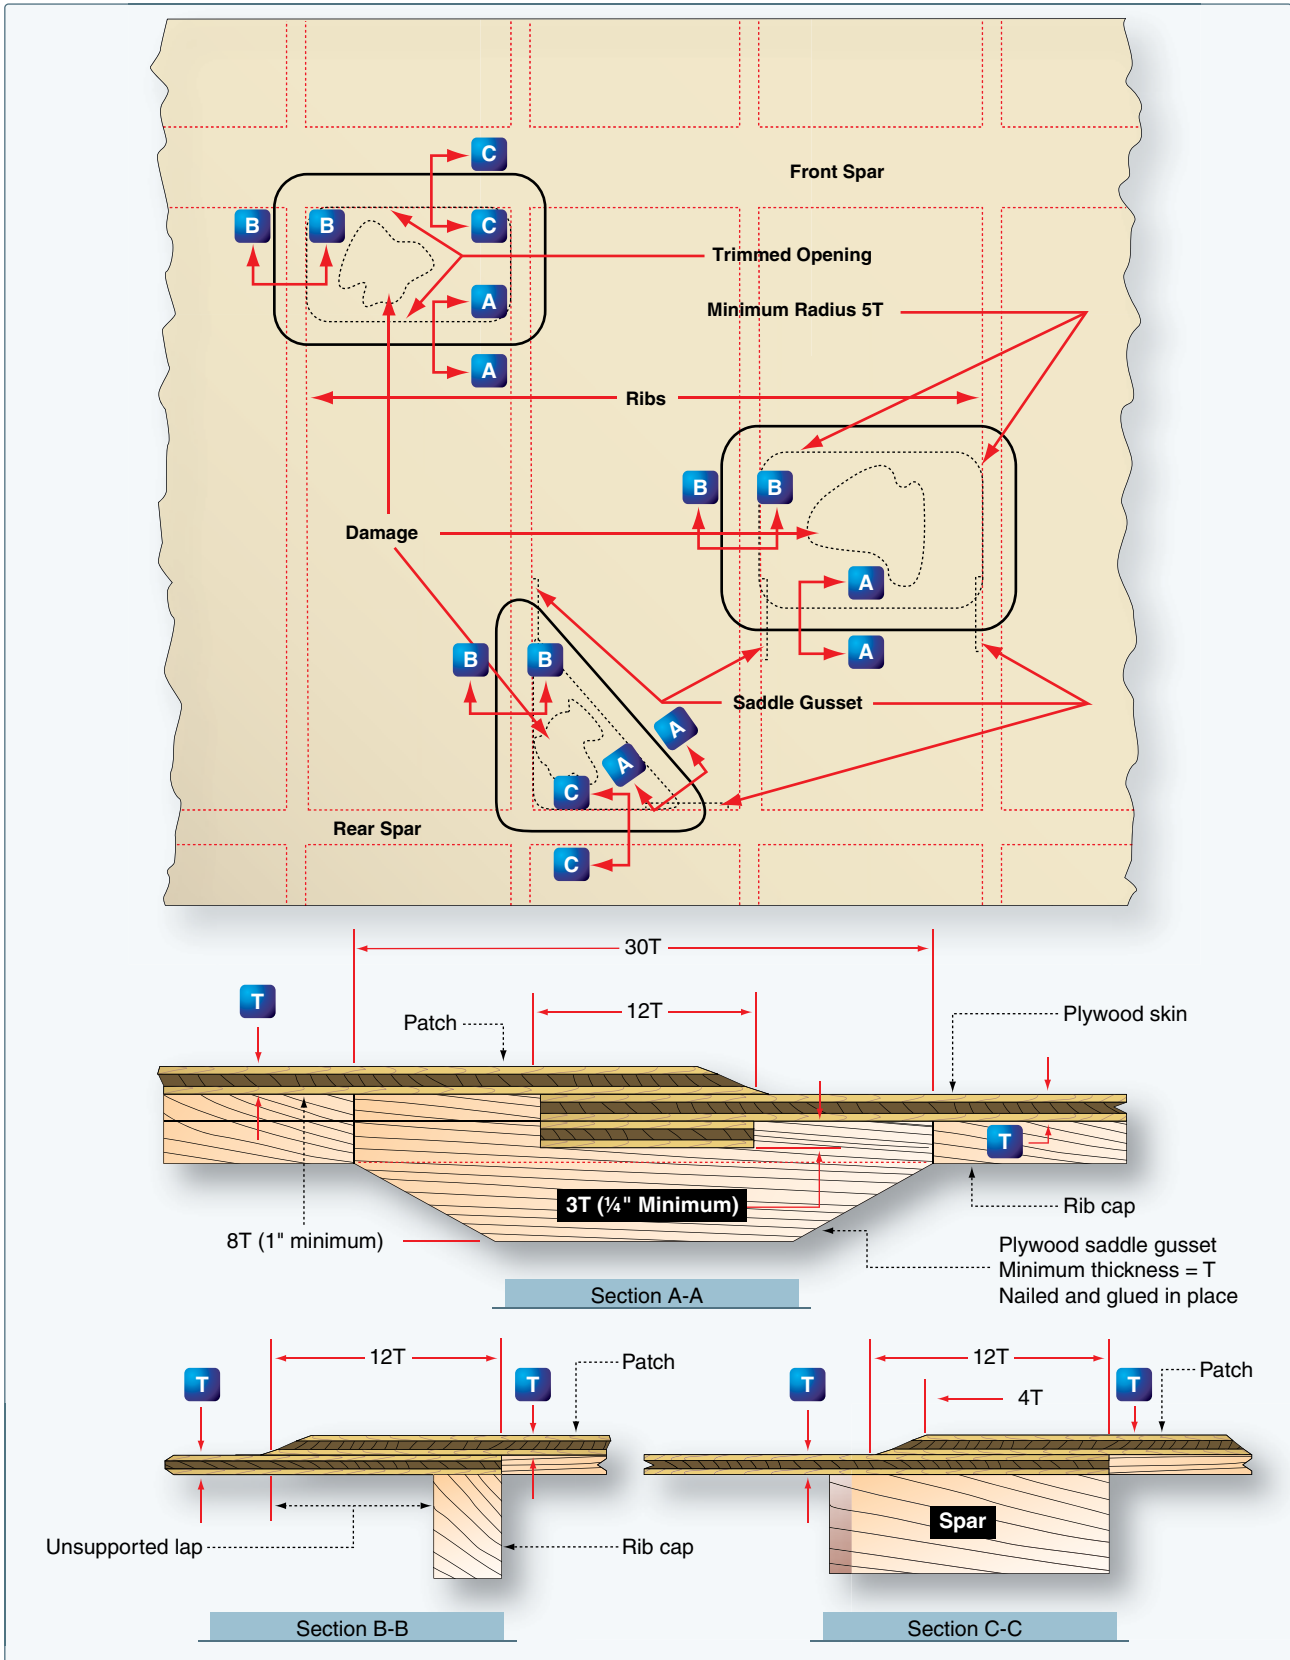 C
Front Spar
B
B
C
Trimmed Opening
A
Minimum Radius 5T
A
Ribs
B
B
Damage
A
A
B
B
Saddle Gusset
A
A
C
Rear Spar
C
30T
T
12T
Patch
Plywood skin
T
3T (¼" Minimum)
Rib cap
8T (1" minimum)
Plywood saddle gusset
Minimum thickness = T
Nailed and glued in place
Section A-A
12T
T
T
Patch
Unsupported lap
Rib cap
Section B-B
12T
T
4T
T
Patch
Spar
Section C-C